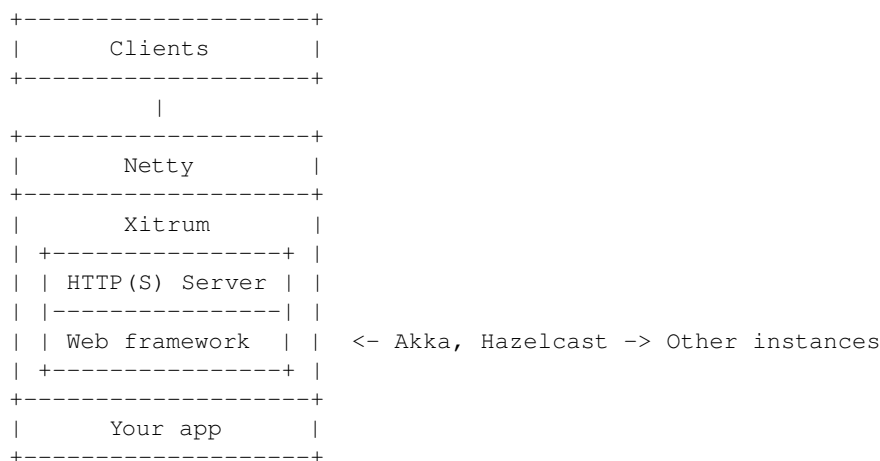 Clients
Netty
Xitrum
HTTP(S) Server
Web framework <- Akka, Hazelcast -> Other instances
Your app